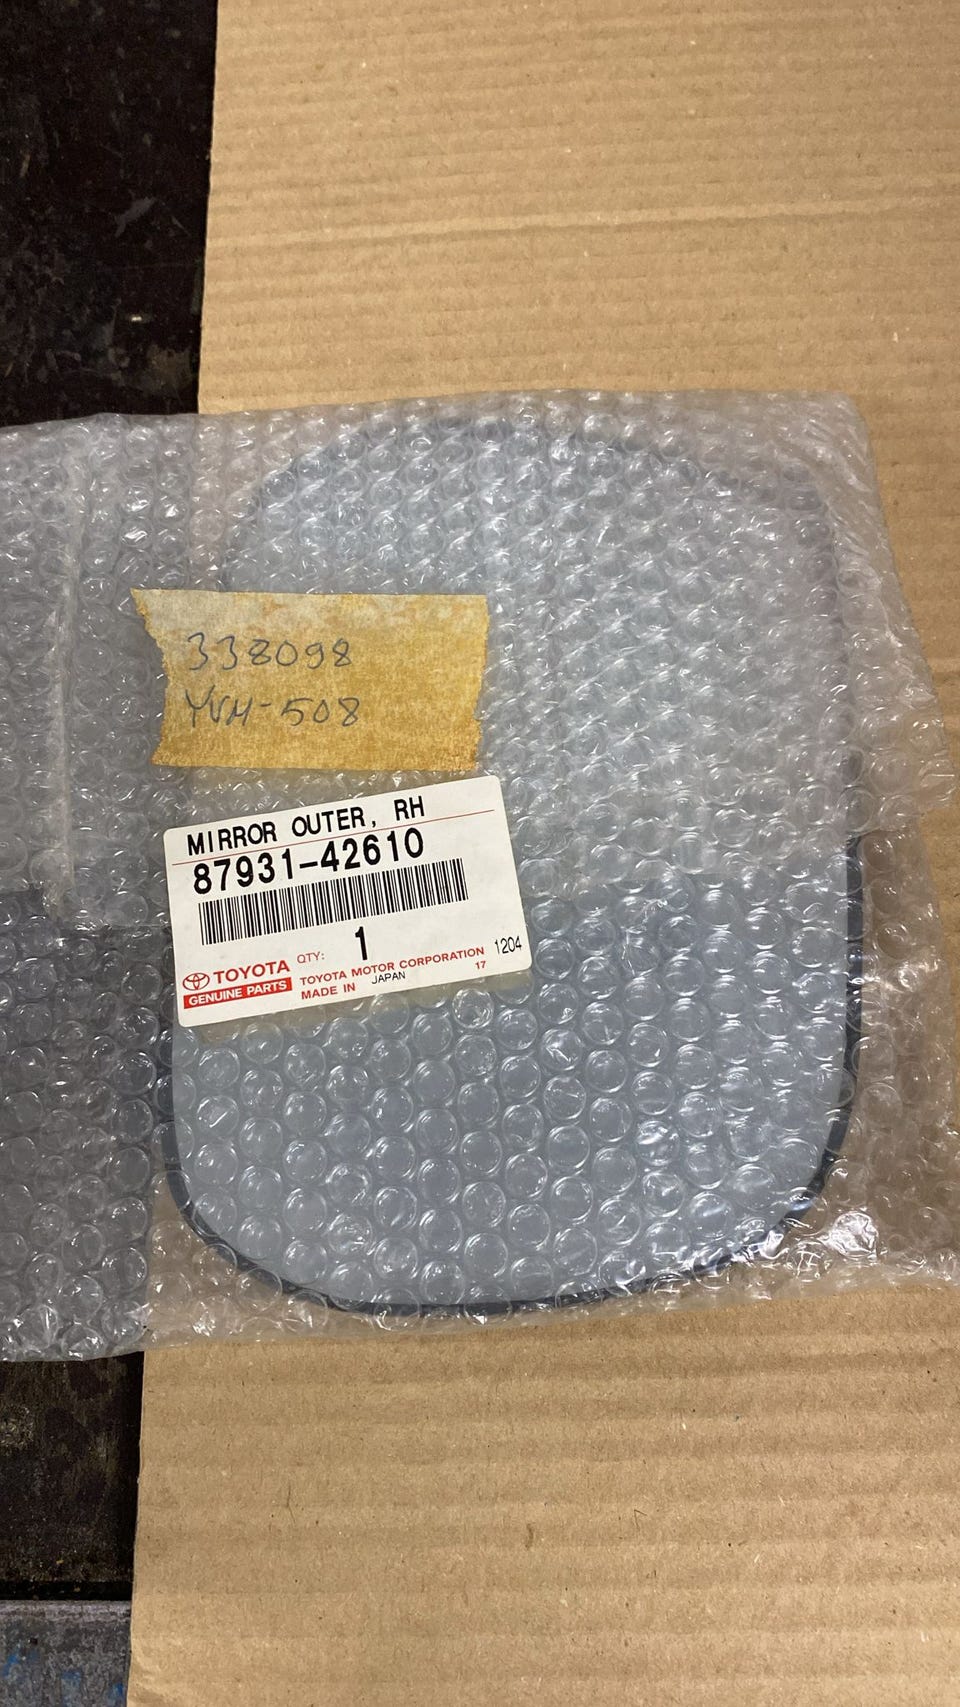 338098
YVM-508
MIRROR OUTER, RH
87931-42610
QTY: 1
1204
TOYOTA
GENUINE PARTS
TOYOTA MOTOR CORPORATION
17
MADE IN JAPAN